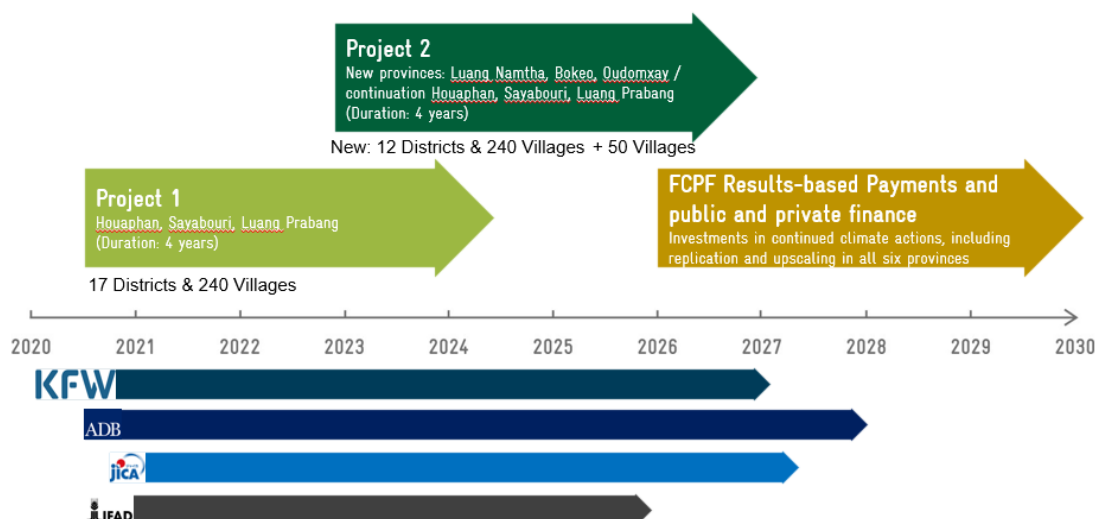 Project 2
New provinces: Luang Namtha, Bokeo, Oudomxay /
continuation Houaphan, Sayabouri, Luang Prabang
(Duration: 4 years)
New: 12 Districts & 240 Villages + 50 Villages
Project 1
Houaphan, Sayabouri, Luang Prabang
(Duration: 4 years)
17 Districts & 240 Villages
FCPF Results-based Payments and
public and private finance
Investments in continued climate actions, including
replication and upscaling in all six provinces
2020 2021 2022 2023 2024 2025 2026 2027 2028 2029 2030
KFW
ADB
jICA
IFAD